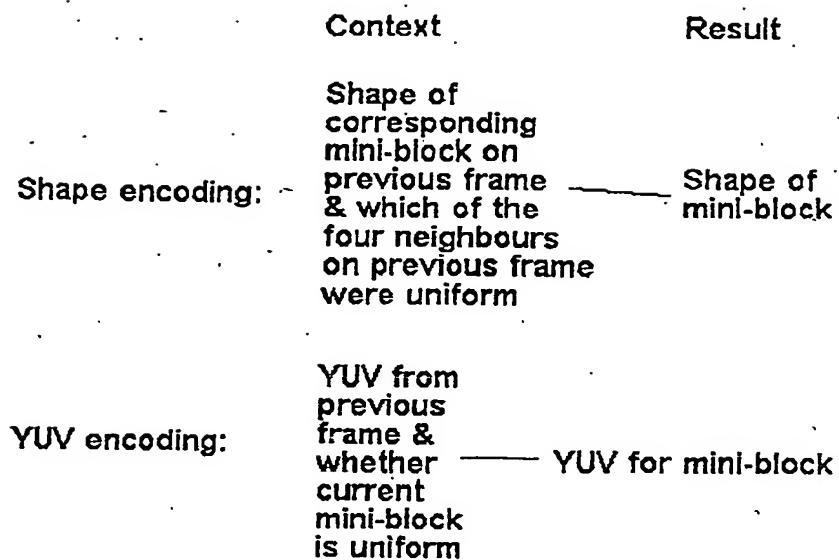 Context Result
Shape of
corresponding
mini-block on
Shape encoding: previous frame Shape of
& which of the mini-block
four neighbours
on previous frame
were uniform
YUV from
previous
YUV encoding: frame &
whether YUV for mini-block
current
mini-block
is uniform